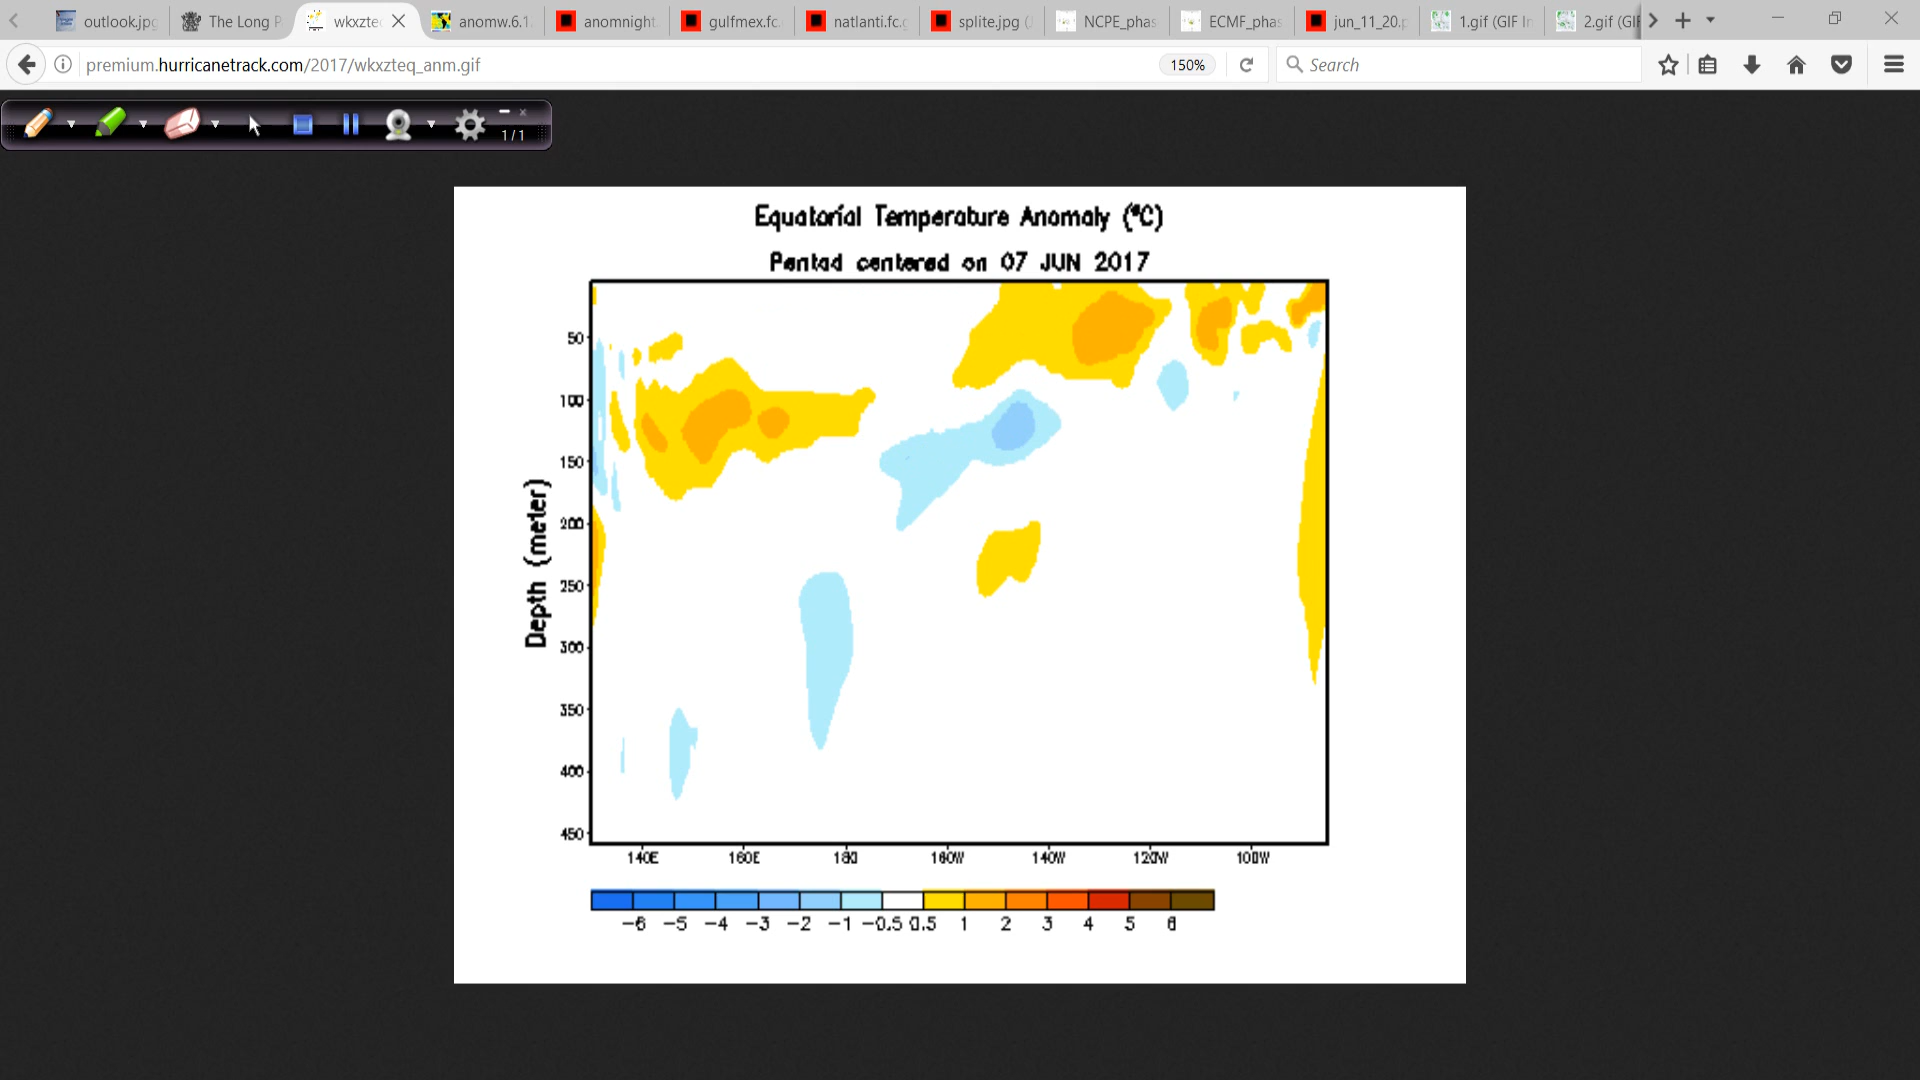 outlook.jpg
The Long P
wkxzte
anomw.6.1
anomnight.
gulfmex.fc.
natlanti.fc.g
splite.jpg (
NCPE_phas
ECMF_phas
jun_11_20.p
1.gif (GIF In
2.gif (GIF
premium.hurricanetrack.com/2017/wkxzteq_anm.gif
150%
Search
1/1
Equatorial Temperature Anomaly (°C)
Pentad centered on 07 JUN 2017
Depth (meter)
50
100
150
200
250
300
350
400
450
140E 160E 180 160W 140W 120W 100W
-6 -5 -4 -3 -2 -1 -0.5 0.5 1 2 3 4 5 6